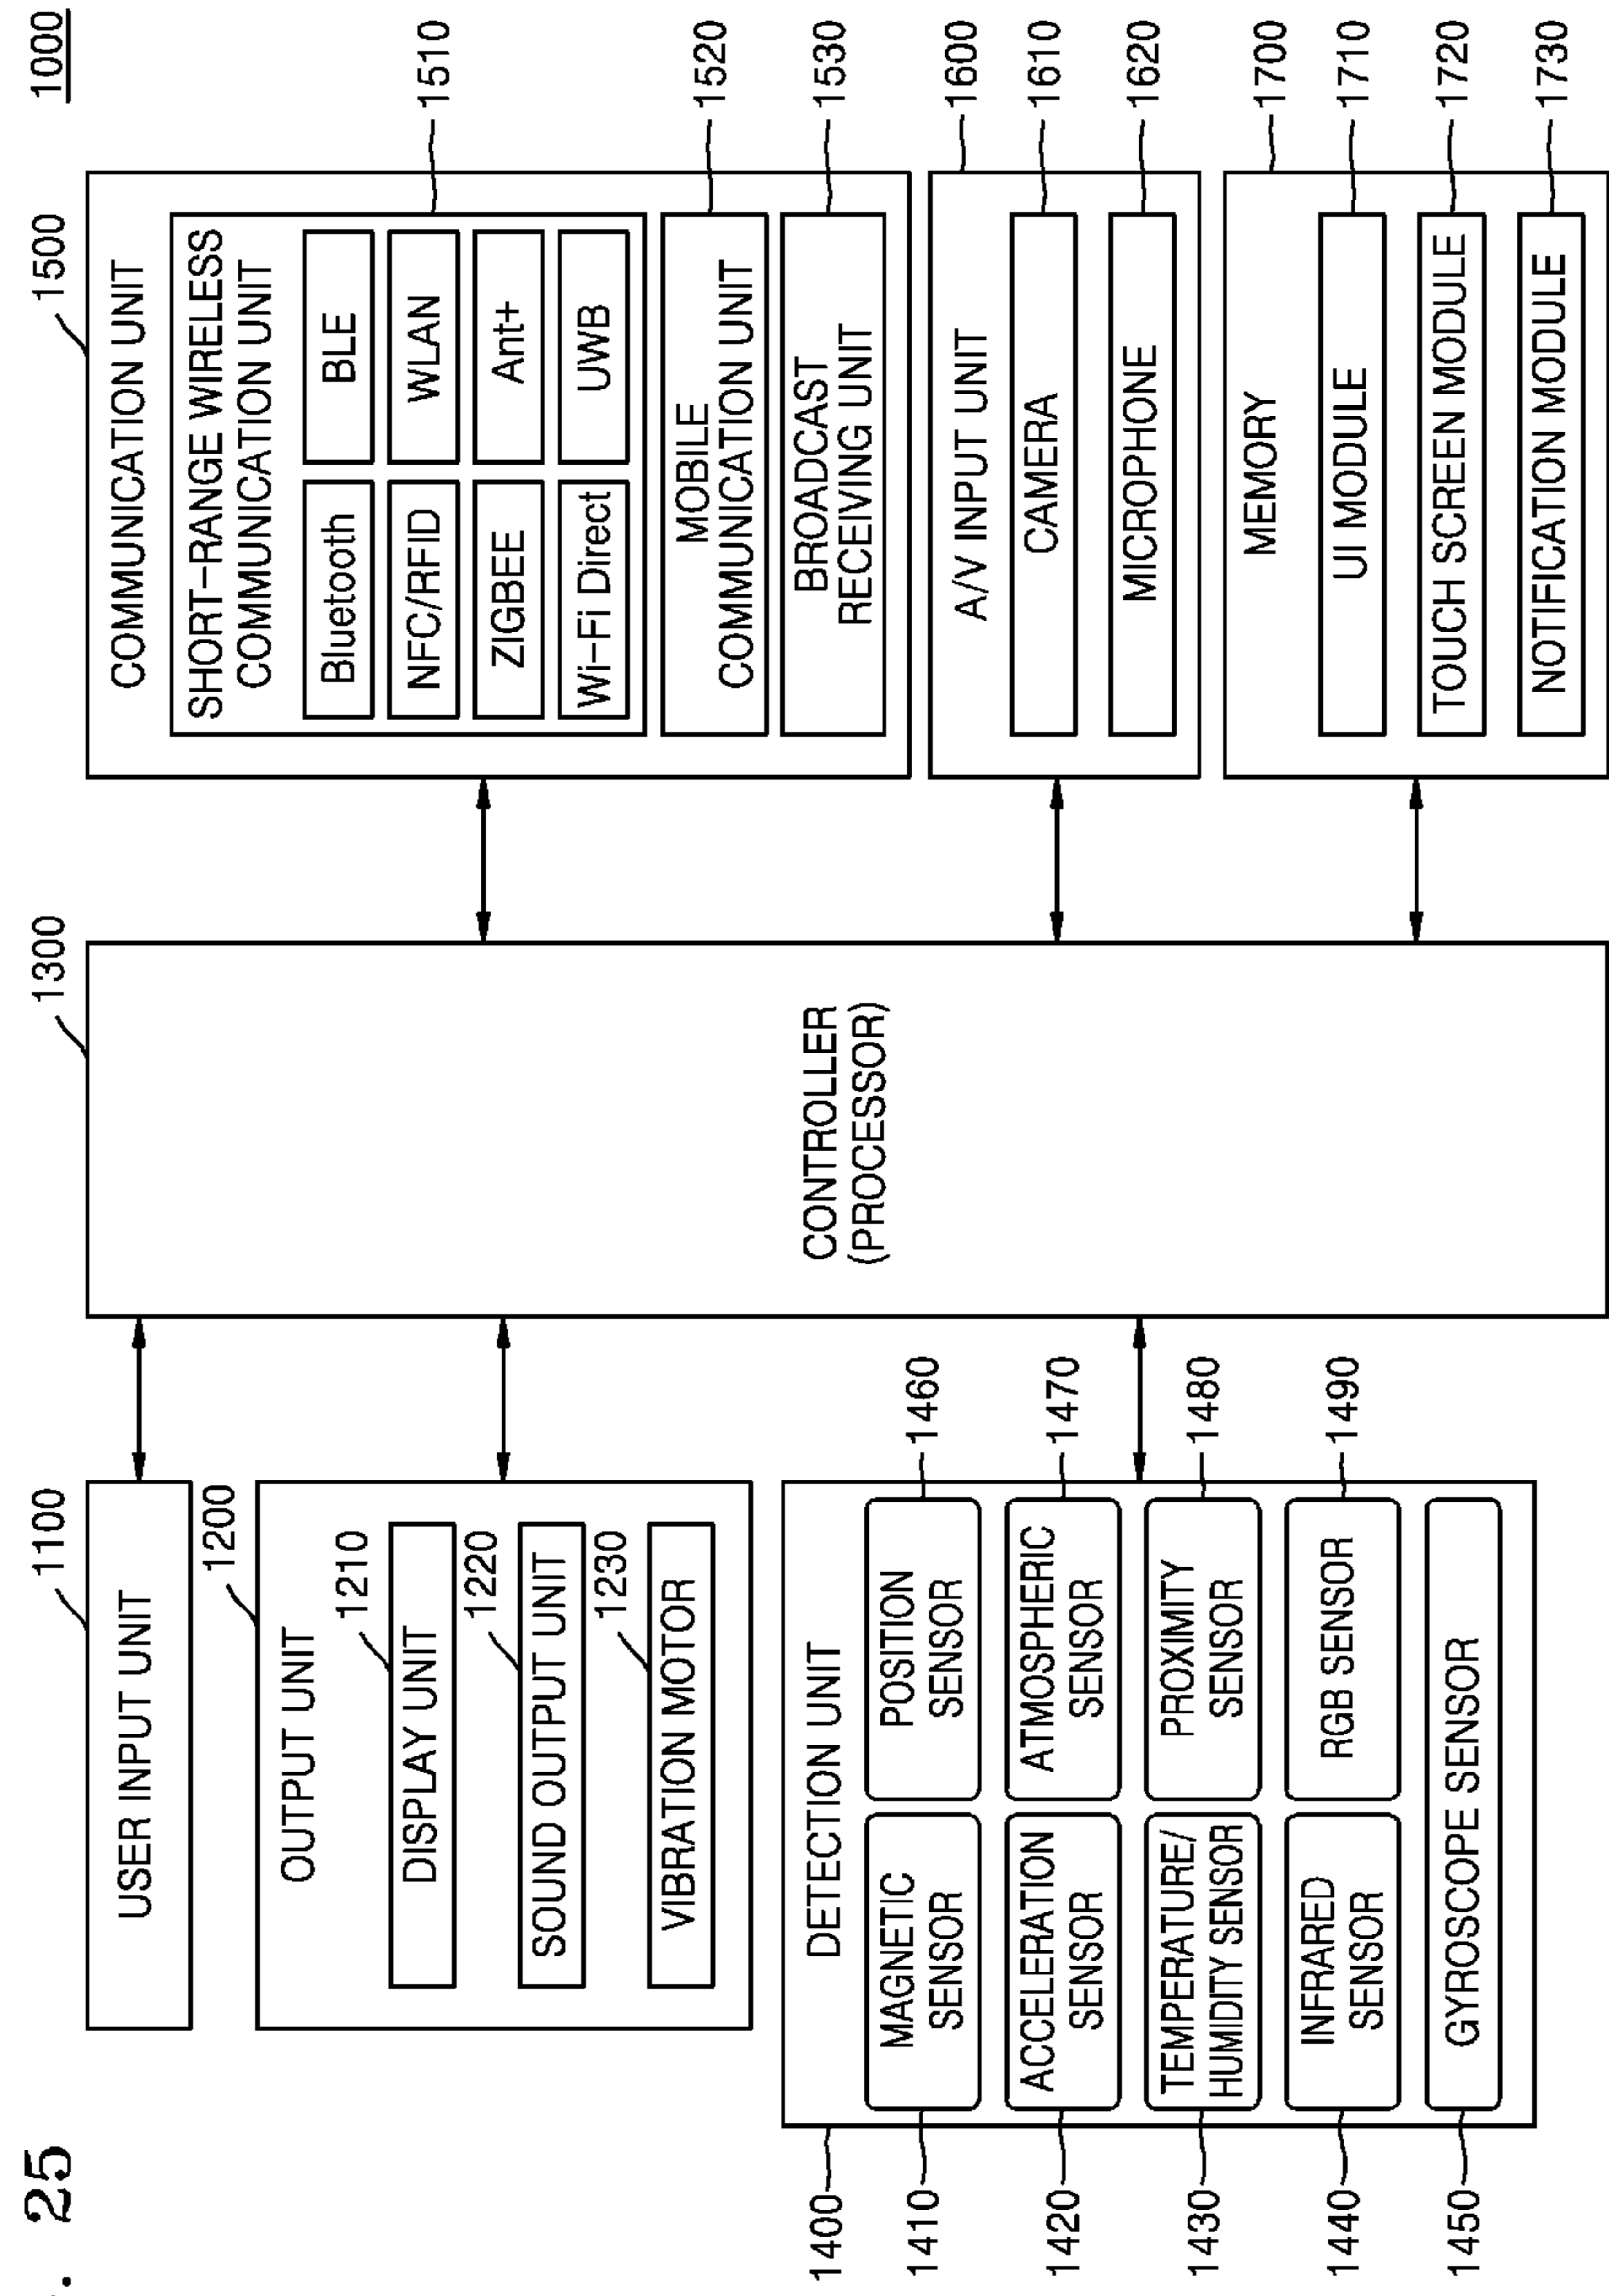 . 25
1000
1100
USER INPUT UNIT
1200
OUTPUT UNIT
1210
DISPLAY UNIT
1220
SOUND OUTPUT UNIT
1230
VIBRATION MOTOR
DETECTION UNIT
1400
1410
MAGNETIC
SENSOR
POSITION
SENSOR
1460
1420
ACCELERATION
SENSOR
ATMOSPHERIC
SENSOR
1470
1430
TEMPERATURE/
HUMIDITY SENSOR
PROXIMITY
SENSOR
1480
1440
INFRARED
SENSOR
RGB SENSOR
1490
1450
GYROSCOPE SENSOR
1300
CONTROLLER
(PROCESSOR)
1500
COMMUNICATION UNIT
SHORT-RANGE WIRELESS
COMMUNICATION UNIT
1510
Bluetooth
BLE
NFC/RFID
WLAN
ZIGBEE
Ant+
Wi-Fi Direct
UWB
MOBILE
COMMUNICATION UNIT
1520
BROADCAST
RECEIVING UNIT
1530
A/V INPUT UNIT
1600
CAMERA
1610
MICROPHONE
1620
MEMORY
1700
UI MODULE
1710
TOUCH SCREEN MODULE
1720
NOTIFICATION MODULE
1730